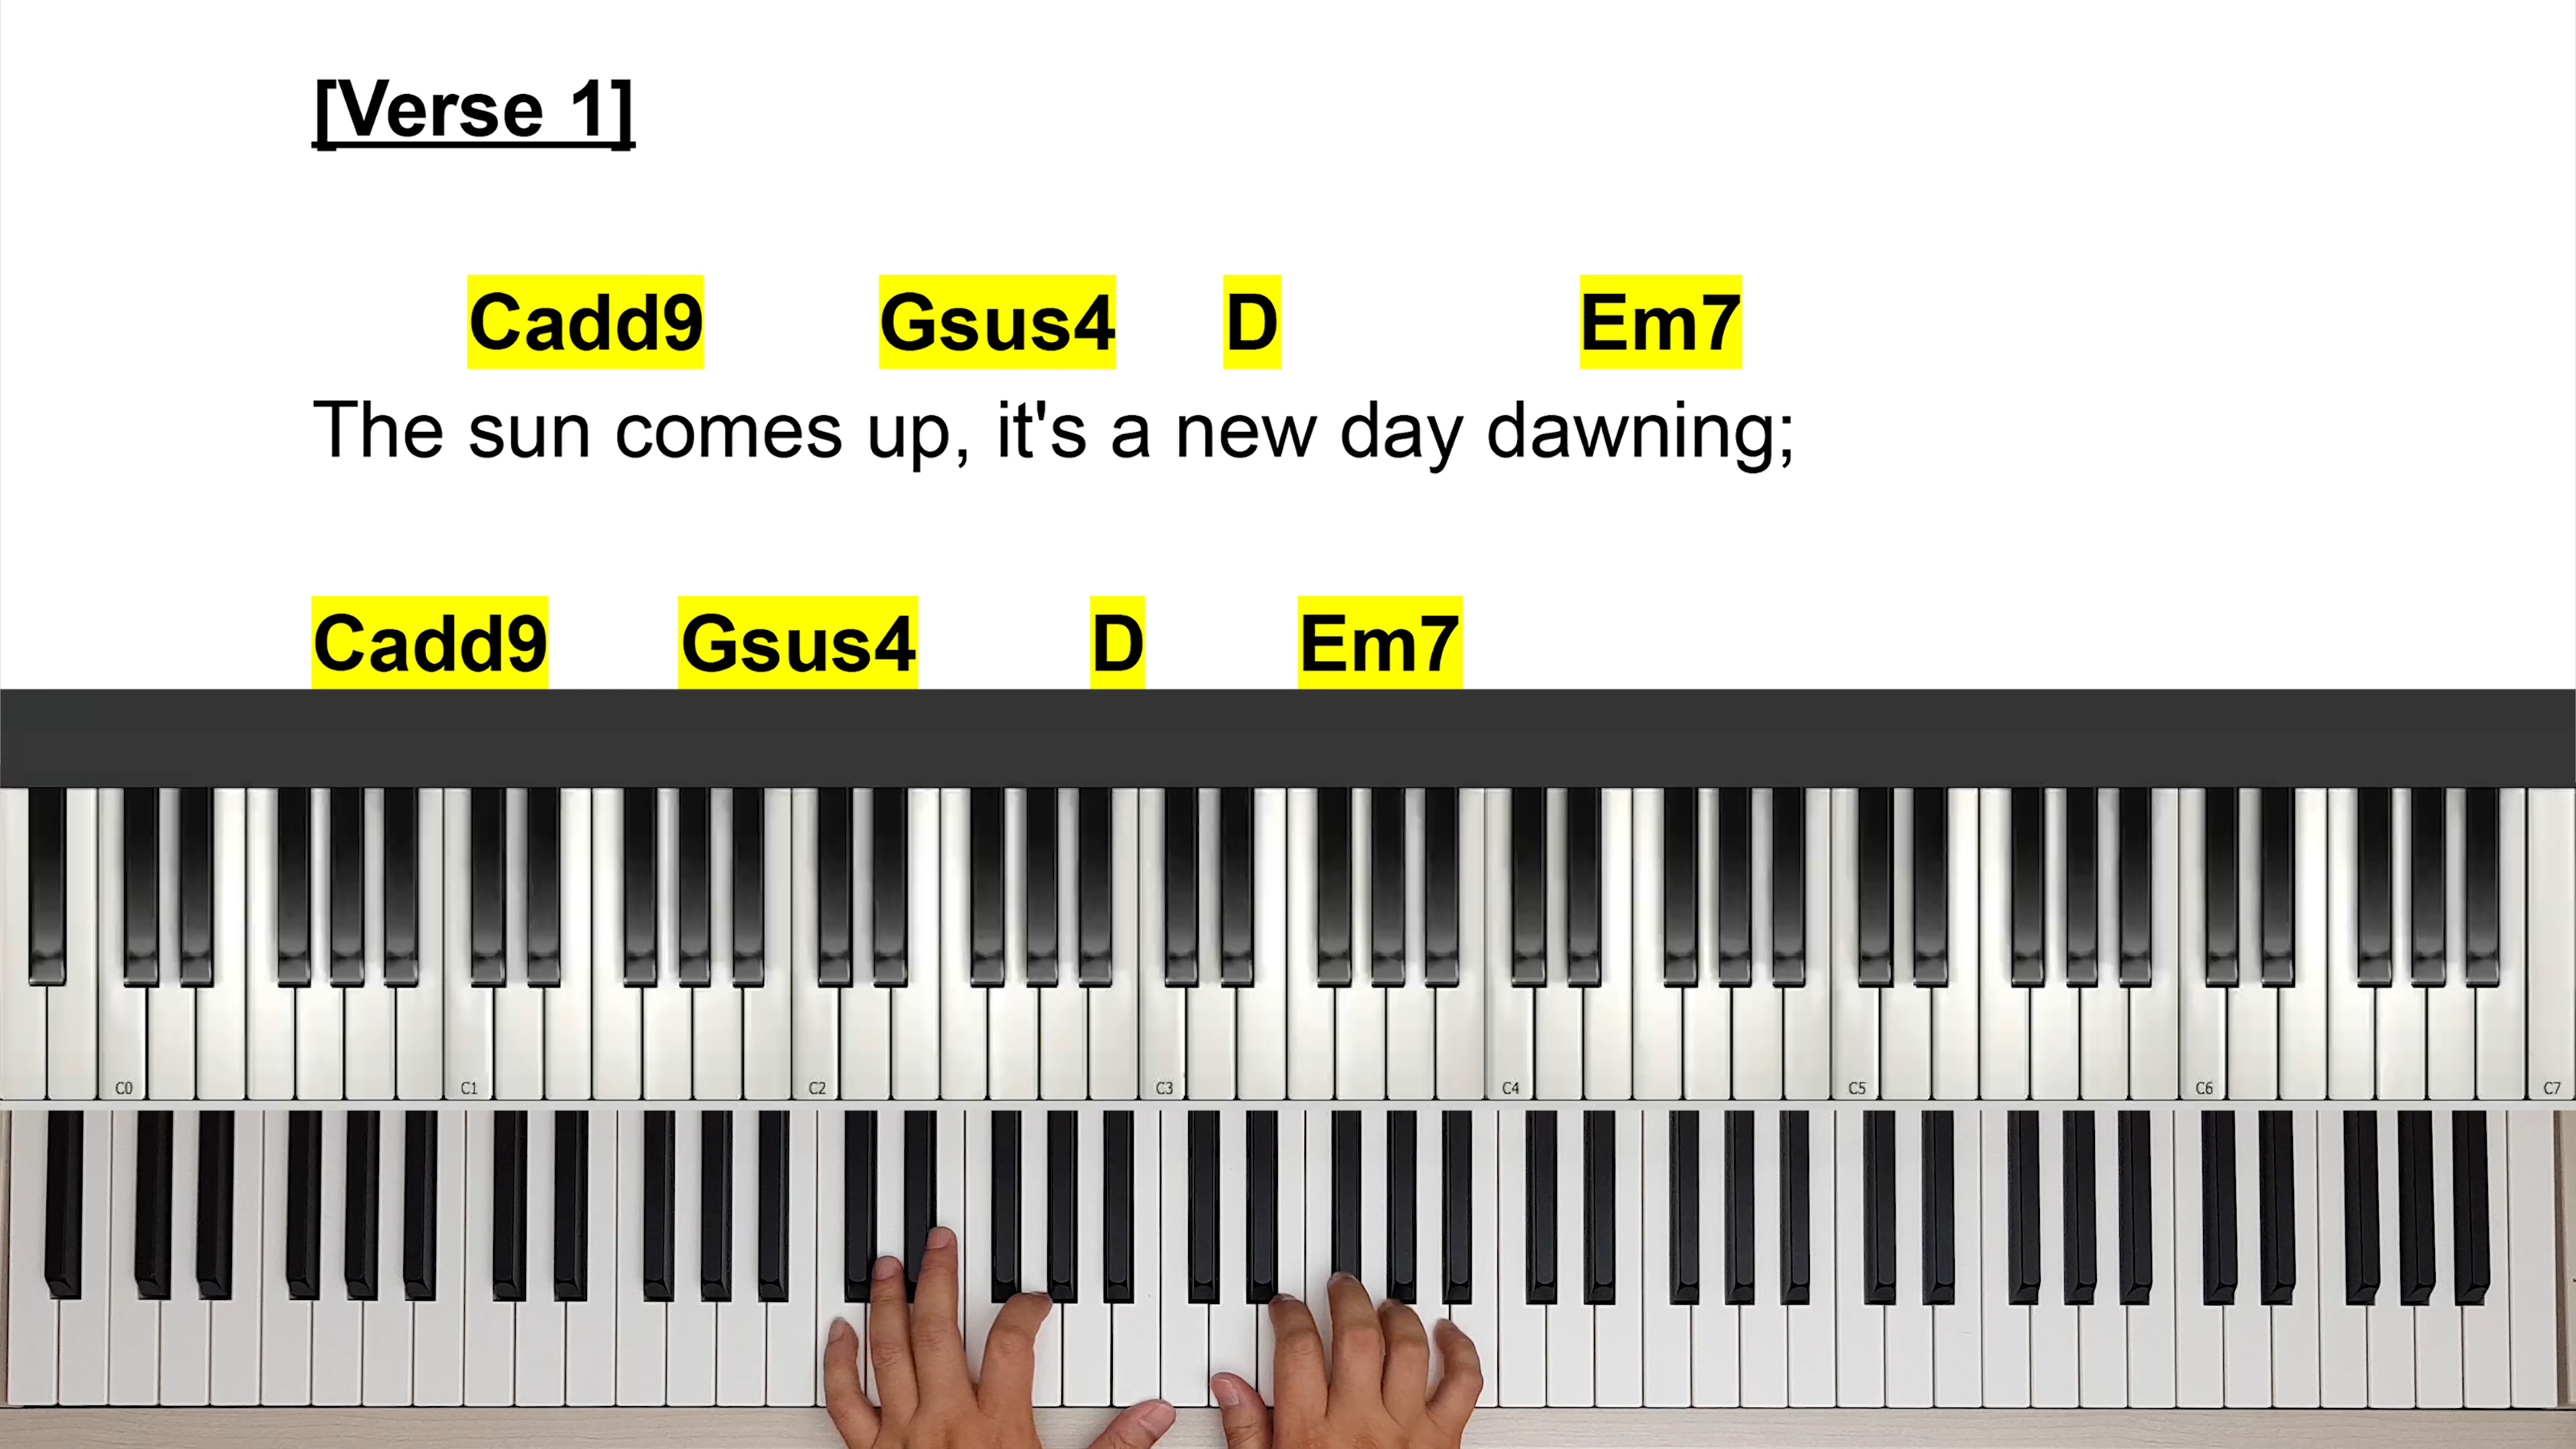 [Verse 1]
Cadd9 Gsus4 D Em7
The sun comes up, it's a new day dawning;
Cadd9 Gsus4 D Em7
C0 C1 C2 C3 C4 C5 C6 C7